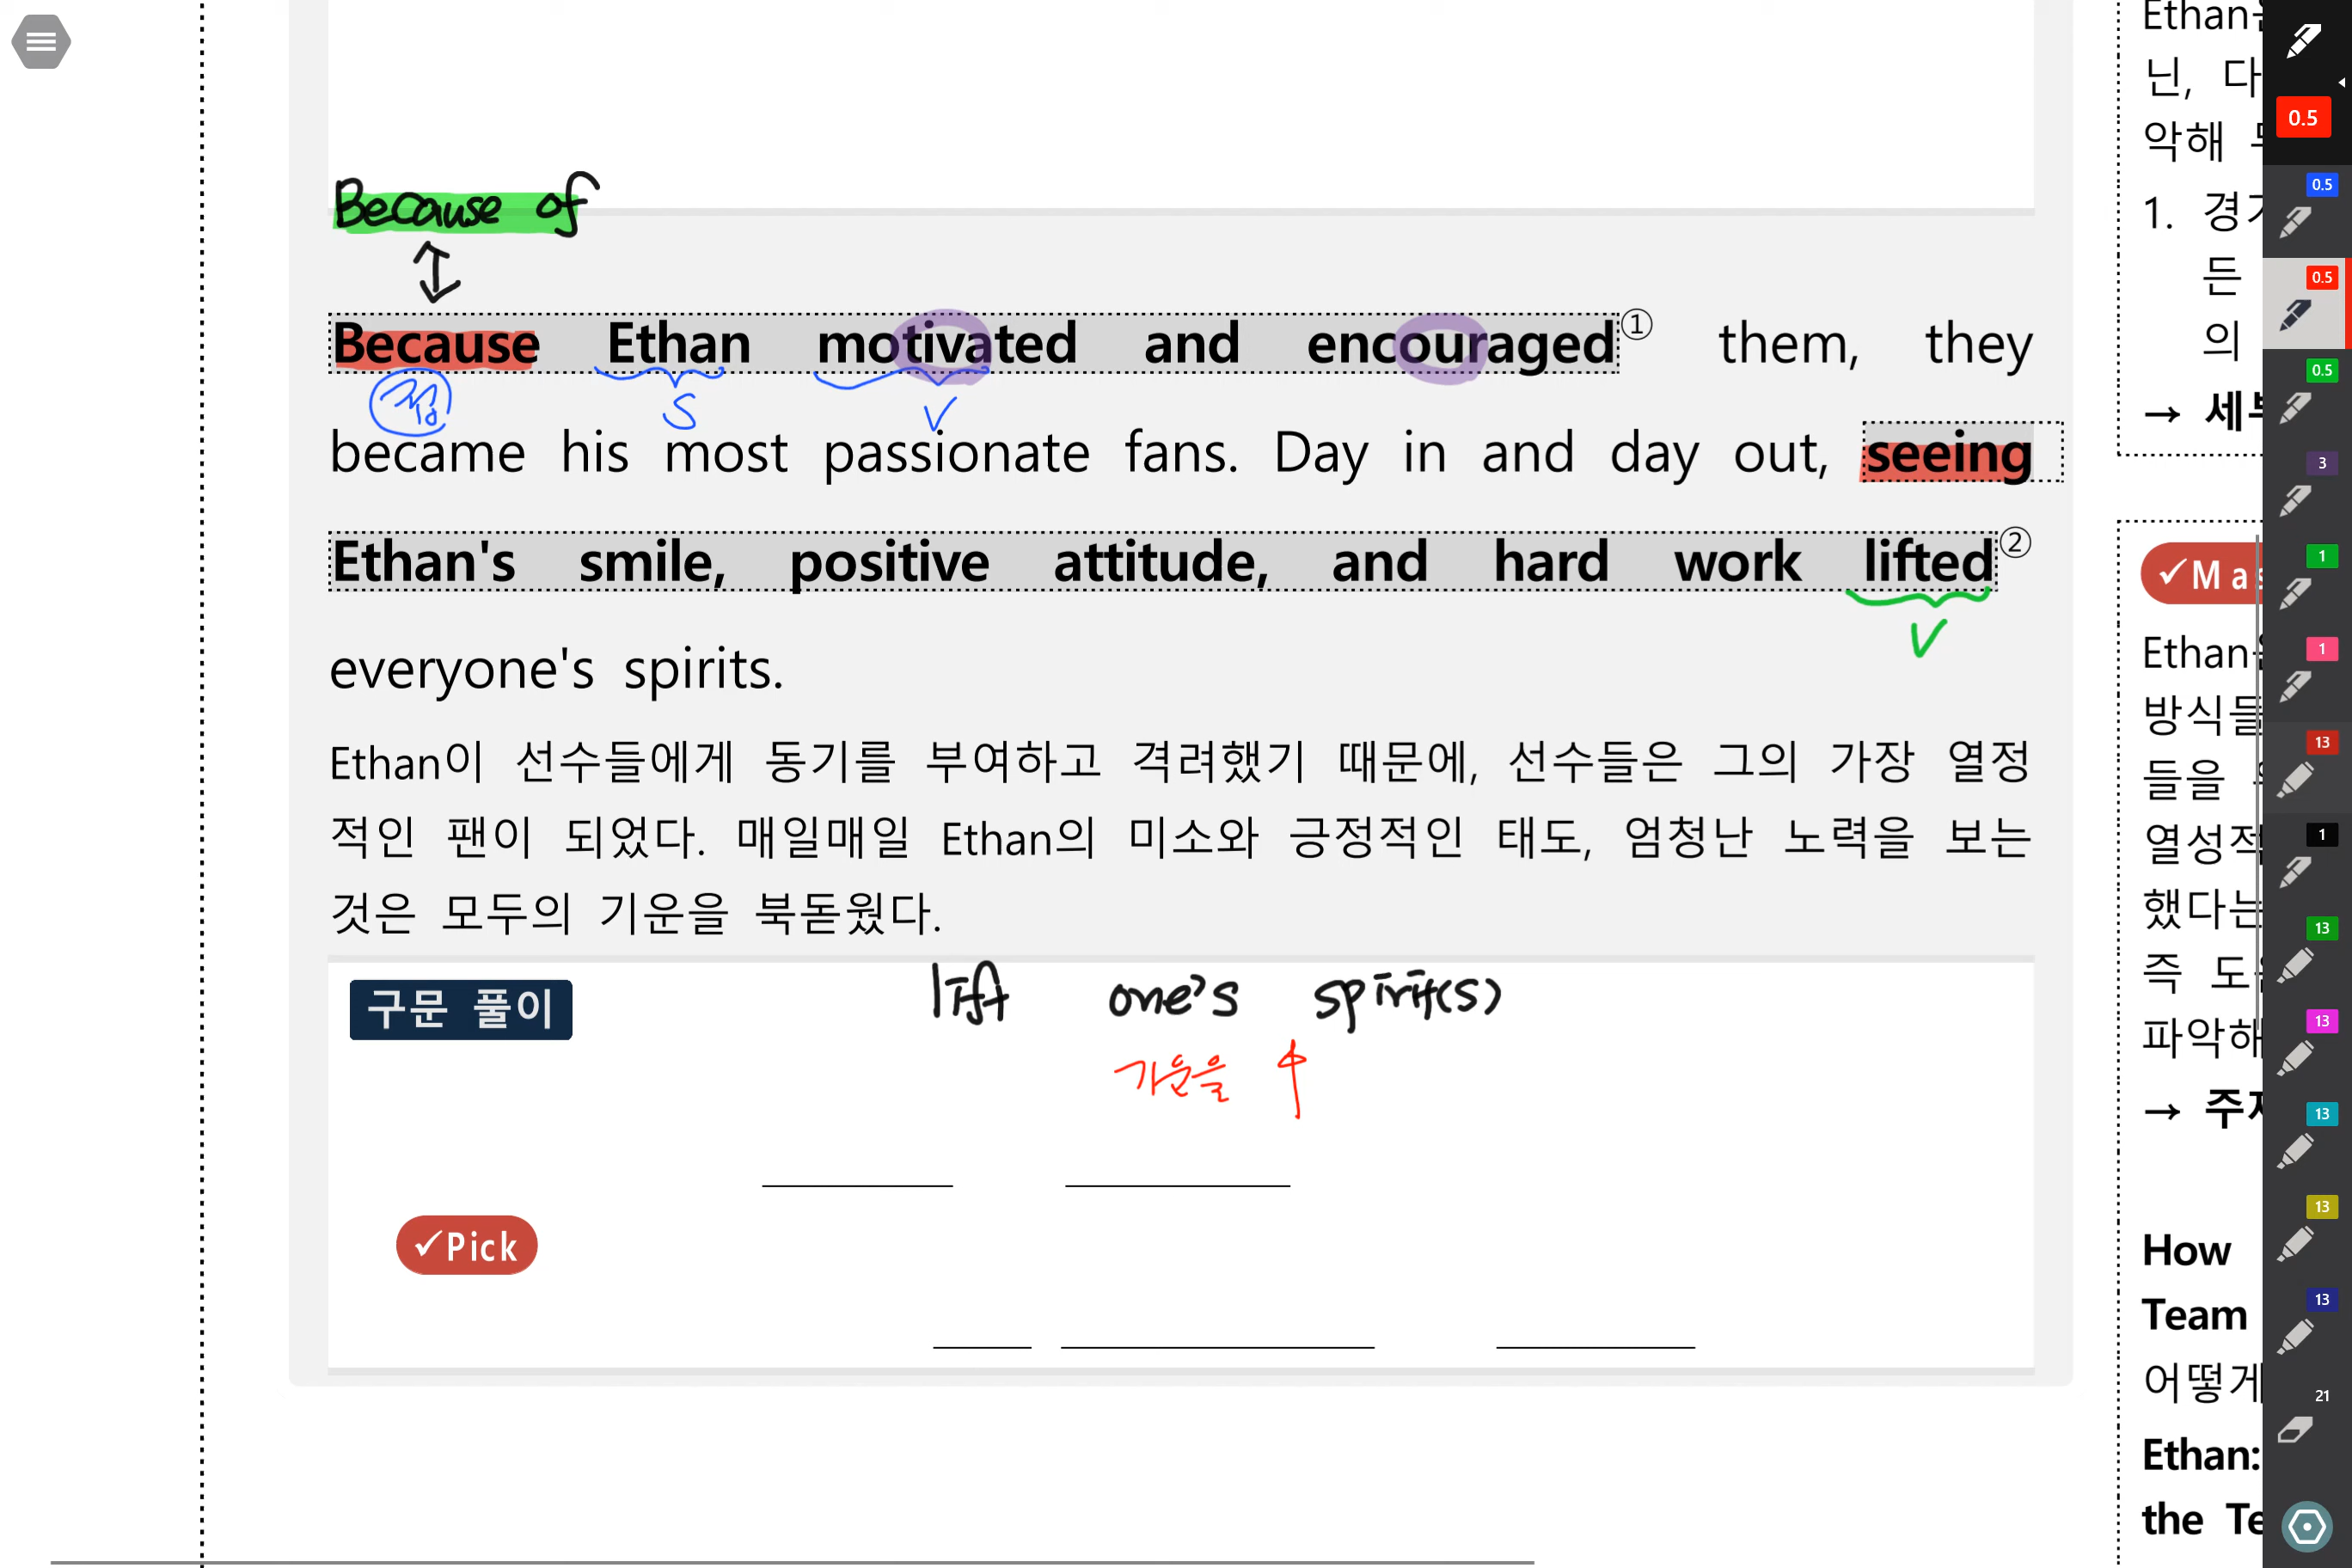 Because of
Because Ethan motivated and encouraged① them, they
접
S
V
became his most passionate fans. Day in and day out, seeing
Ethan's smile, positive attitude, and hard work lifted②
V
everyone's spirits.
Ethan이 선수들에게 동기를 부여하고 격려했기 때문에, 선수들은 그의 가장 열정
적인 팬이 되었다. 매일매일 Ethan의 미소와 긍정적인 태도, 엄청난 노력을 보는
것은 모두의 기운을 북돋웠다.
구문 풀이
lift one's spirit(s)
기운을 ↑
✓Pick
닌, 다
악해
1.
든
의
→
Ethan
방식들
들을
열성적
했다는
즉
파악해
→
How
Team
어떻게
Ethan:
the Te
0.5
0.5
0.5
0.5
3
1
1
13
1
13
13
13
13
13
21